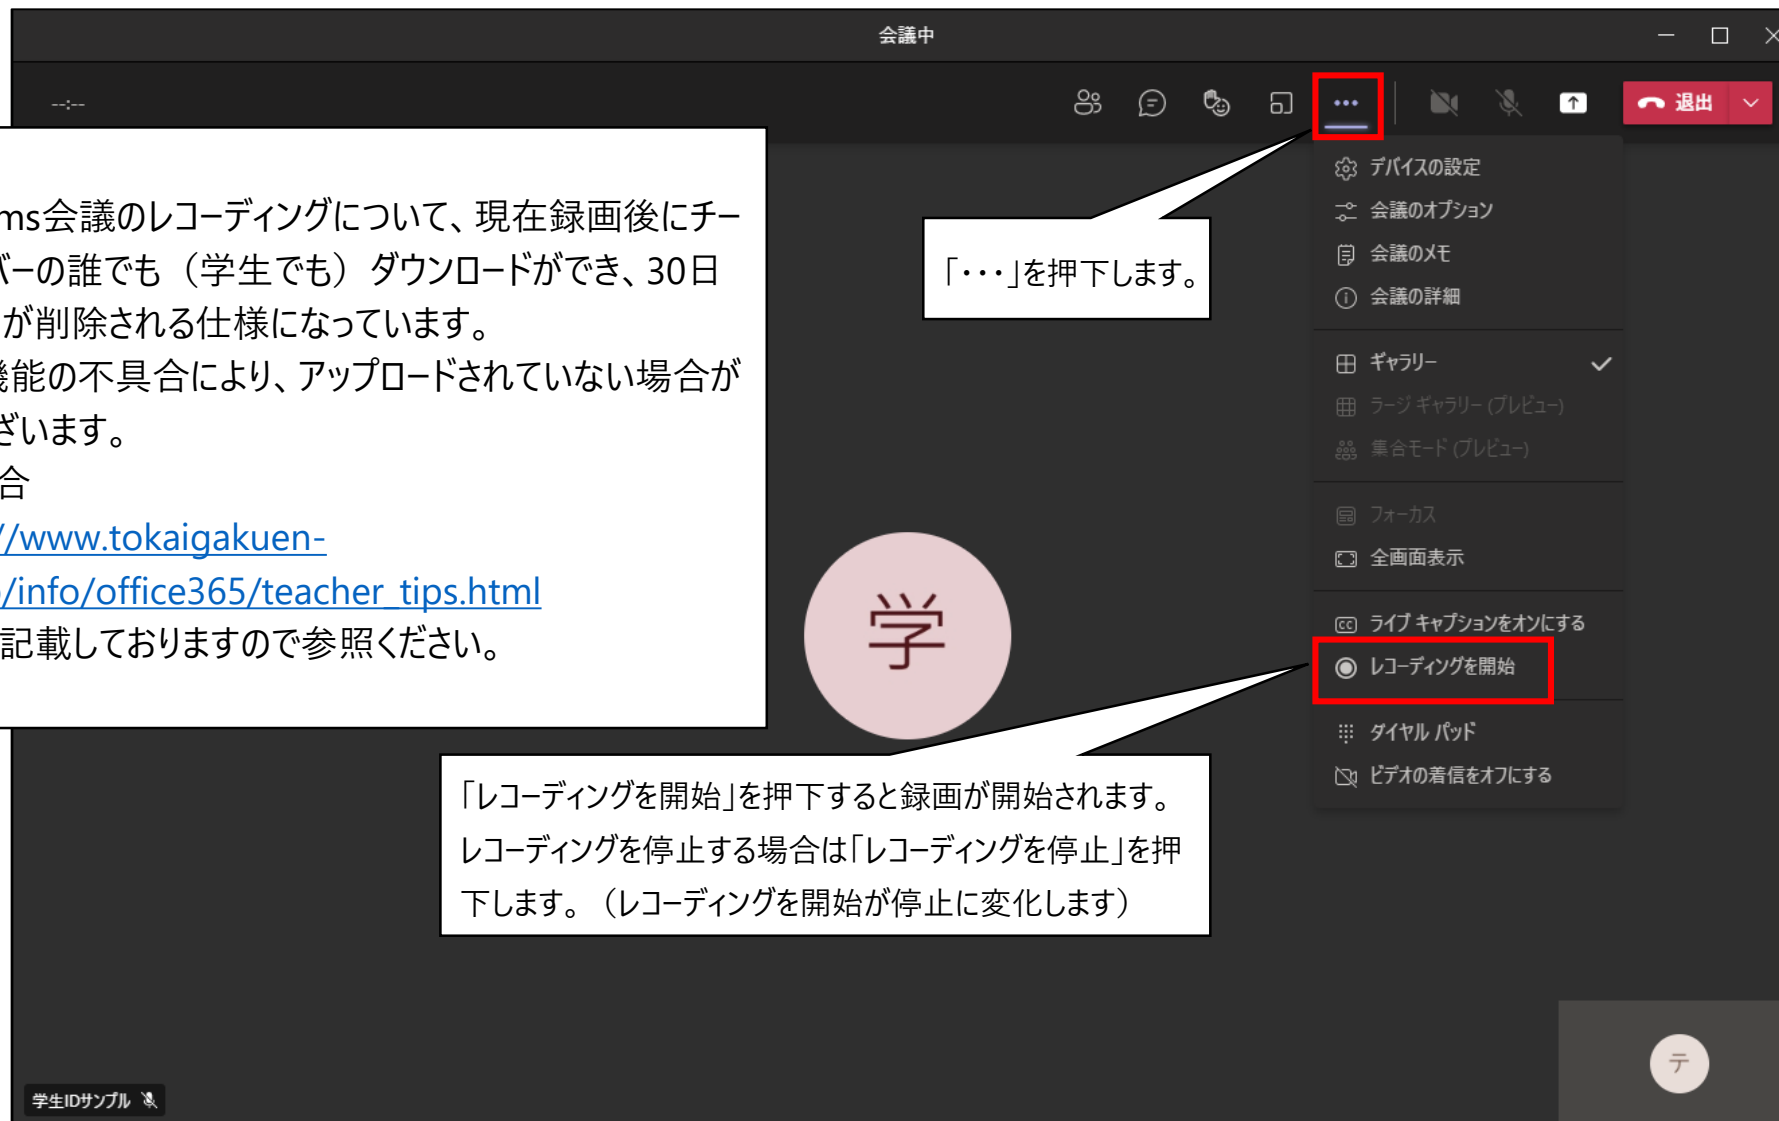 会議中
--:--
退出
ms会議のレコーディングについて、現在録画後にチー
バーの誰でも（学生でも）ダウンロードができ、30日
が削除される仕様になっています。
機能の不具合により、アップロードされていない場合が
ざいます。
合
//www.tokaigakuen-
/info/office365/teacher_tips.html
記載しておりますので参照ください。
「・・・」を押下します。
デバイスの設定
会議のオプション
会議のメモ
会議の詳細
ギャラリー
ラージ ギャラリー (プレビュー)
集合モード (プレビュー)
フォーカス
全画面表示
ライブ キャプションをオンにする
レコーディングを開始
ダイヤル パッド
ビデオの着信をオフにする
学
「レコーディングを開始」を押下すると録画が開始されます。
レコーディングを停止する場合は「レコーディングを停止」を押
下します。（レコーディングを開始が停止に変化します）
テ
学生IDサンプル